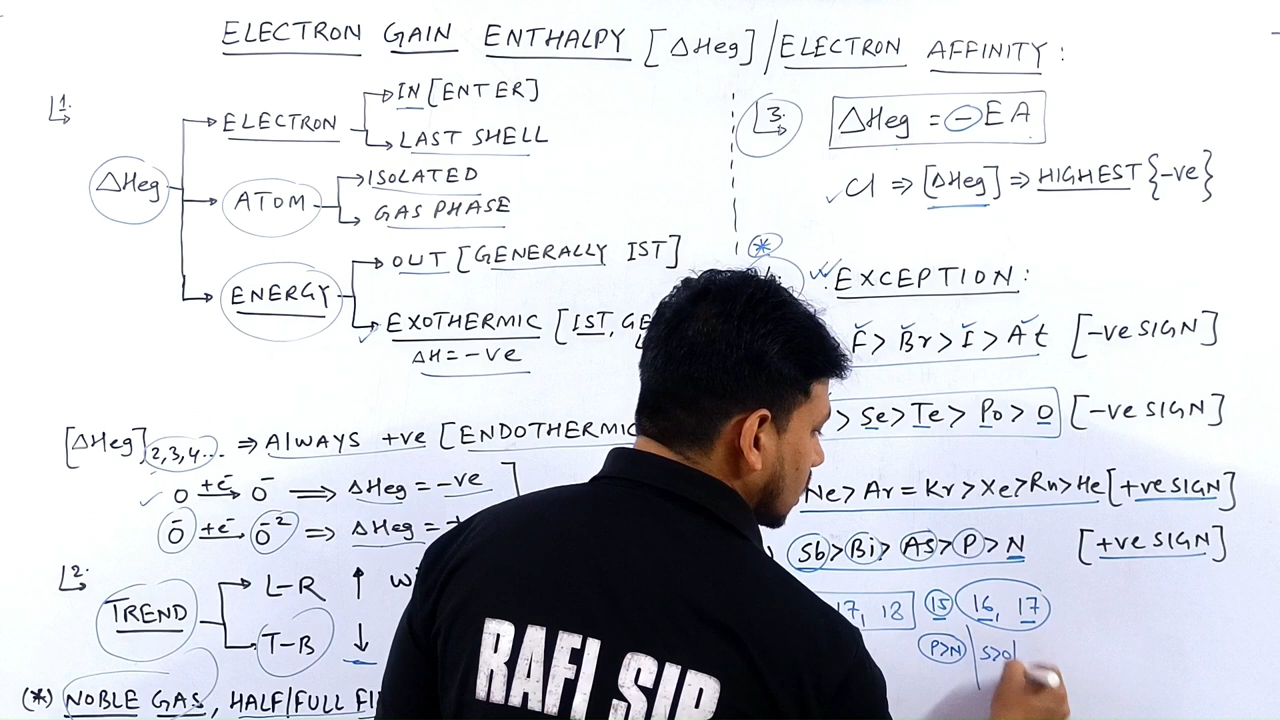 ELECTRON GAIN ENTHALPY [ΔHeg] / ELECTRON AFFINITY :
1.
ΔHeg
ELECTRON
IN [ENTER]
LAST SHELL
ATOM
ISOLATED
GAS PHASE
ENERGY
OUT [GENERALLY IST]
EXOTHERMIC [IST, GE
ΔH = -ve
[ΔHeg] 2,3,4... ⇒ ALWAYS +ve [ENDOTHERMIC
O +e⁻→ O⁻ ⇒ ΔHeg = -ve
O⁻ +e⁻→ O⁻² ⇒ ΔHeg = +
2.
TREND
L-R ↑
T-B ↓
(*) NOBLE GAS, HALF/FULL FI
3.
ΔHeg = -EA
Cl ⇒ [ΔHeg] ⇒ HIGHEST {-ve}
*
EXCEPTION :
F > Br > I > At [-ve SIGN]
> Se > Te > Po > O [-ve SIGN]
Ne > Ar = Kr > Xe > Rn > He [+ve SIGN]
Sb > Bi > As > P > N [+ve SIGN]
17, 18 15 16, 17
P>N S>O
RAFI SIR